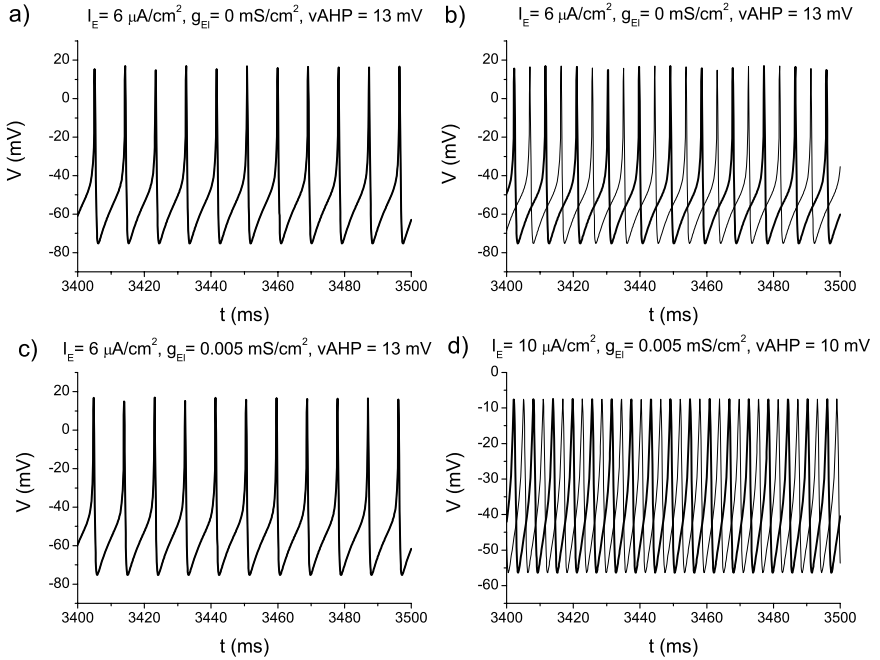 a) I_E= 6 μA/cm², g_El= 0 mS/cm², vAHP = 13 mV
20
0
-20
-40
-60
-80
V (mV)
3400 3420 3440 3460 3480 3500
t (ms)
b) I_E= 6 μA/cm², g_El= 0 mS/cm², vAHP = 13 mV
20
0
-20
-40
-60
-80
V (mV)
3400 3420 3440 3460 3480 3500
t (ms)
c) I_E= 6 μA/cm², g_El= 0.005 mS/cm², vAHP = 13 mV
20
0
-20
-40
-60
-80
V (mV)
3400 3420 3440 3460 3480 3500
t (ms)
d) I_E= 10 μA/cm², g_El= 0.005 mS/cm², vAHP = 10 mV
0
-10
-20
-30
-40
-50
-60
V (mV)
3400 3420 3440 3460 3480 3500
t (ms)